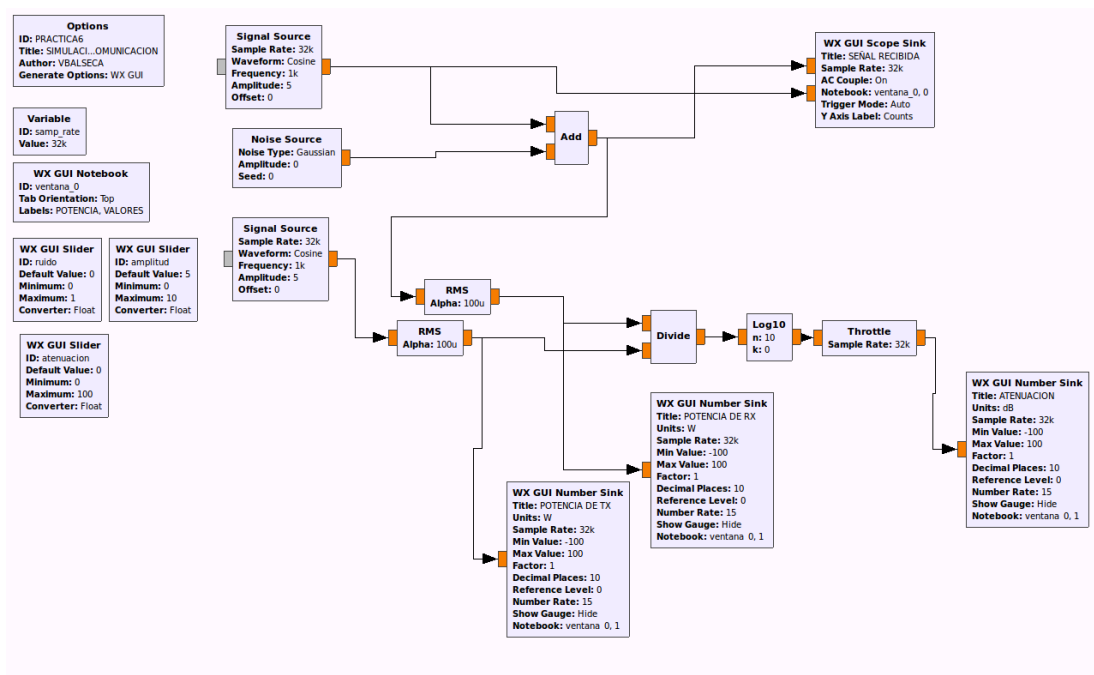 Options
ID: PRACTICA6
Title: SIMULACI...OMUNICACION
Author: VBALSECA
Generate Options: WX GUI
Variable
ID: samp_rate
Value: 32k
WX GUI Notebook
ID: ventana_0
Tab Orientation: Top
Labels: POTENCIA, VALORES
WX GUI Slider
ID: ruido
Default Value: 0
Minimum: 0
Maximum: 1
Converter: Float
WX GUI Slider
ID: amplitud
Default Value: 5
Minimum: 0
Maximum: 10
Converter: Float
WX GUI Slider
ID: atenuacion
Default Value: 0
Minimum: 0
Maximum: 100
Converter: Float
Signal Source
Sample Rate: 32k
Waveform: Cosine
Frequency: 1k
Amplitude: 5
Offset: 0
Noise Source
Noise Type: Gaussian
Amplitude: 0
Seed: 0
Signal Source
Sample Rate: 32k
Waveform: Cosine
Frequency: 1k
Amplitude: 5
Offset: 0
Add
WX GUI Scope Sink
Title: SEÑAL RECIBIDA
Sample Rate: 32k
AC Couple: On
Notebook: ventana_0, 0
Trigger Mode: Auto
Y Axis Label: Counts
RMS
Alpha: 100u
RMS
Alpha: 100u
Divide
Log10
n: 10
k: 0
Throttle
Sample Rate: 32k
WX GUI Number Sink
Title: POTENCIA DE TX
Units: W
Sample Rate: 32k
Min Value: -100
Max Value: 100
Factor: 1
Decimal Places: 10
Reference Level: 0
Number Rate: 15
Show Gauge: Hide
Notebook: ventana_0, 1
WX GUI Number Sink
Title: POTENCIA DE RX
Units: W
Sample Rate: 32k
Min Value: -100
Max Value: 100
Factor: 1
Decimal Places: 10
Reference Level: 0
Number Rate: 15
Show Gauge: Hide
Notebook: ventana_0, 1
WX GUI Number Sink
Title: ATENUACION
Units: dB
Sample Rate: 32k
Min Value: -100
Max Value: 100
Factor: 1
Decimal Places: 10
Reference Level: 0
Number Rate: 15
Show Gauge: Hide
Notebook: ventana_0, 1